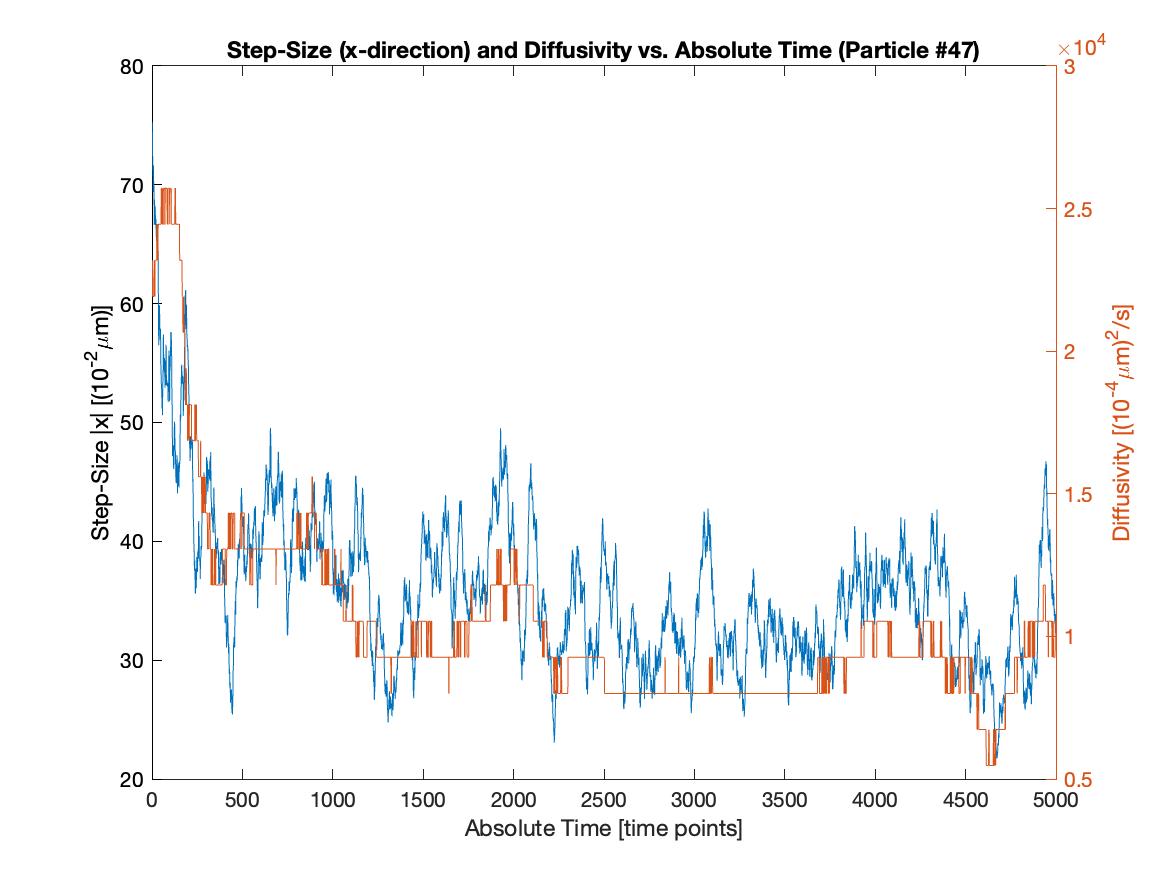 Step-Size (x-direction) and Diffusivity vs. Absolute Time (Particle #47)
×10⁴
80
70
60
50
40
30
20
Step-Size |x| [(10⁻² μm)]
3
2.5
2
1.5
1
0.5
Diffusivity [(10⁻⁴ μm)²/s]
0 500 1000 1500 2000 2500 3000 3500 4000 4500 5000
Absolute Time [time points]